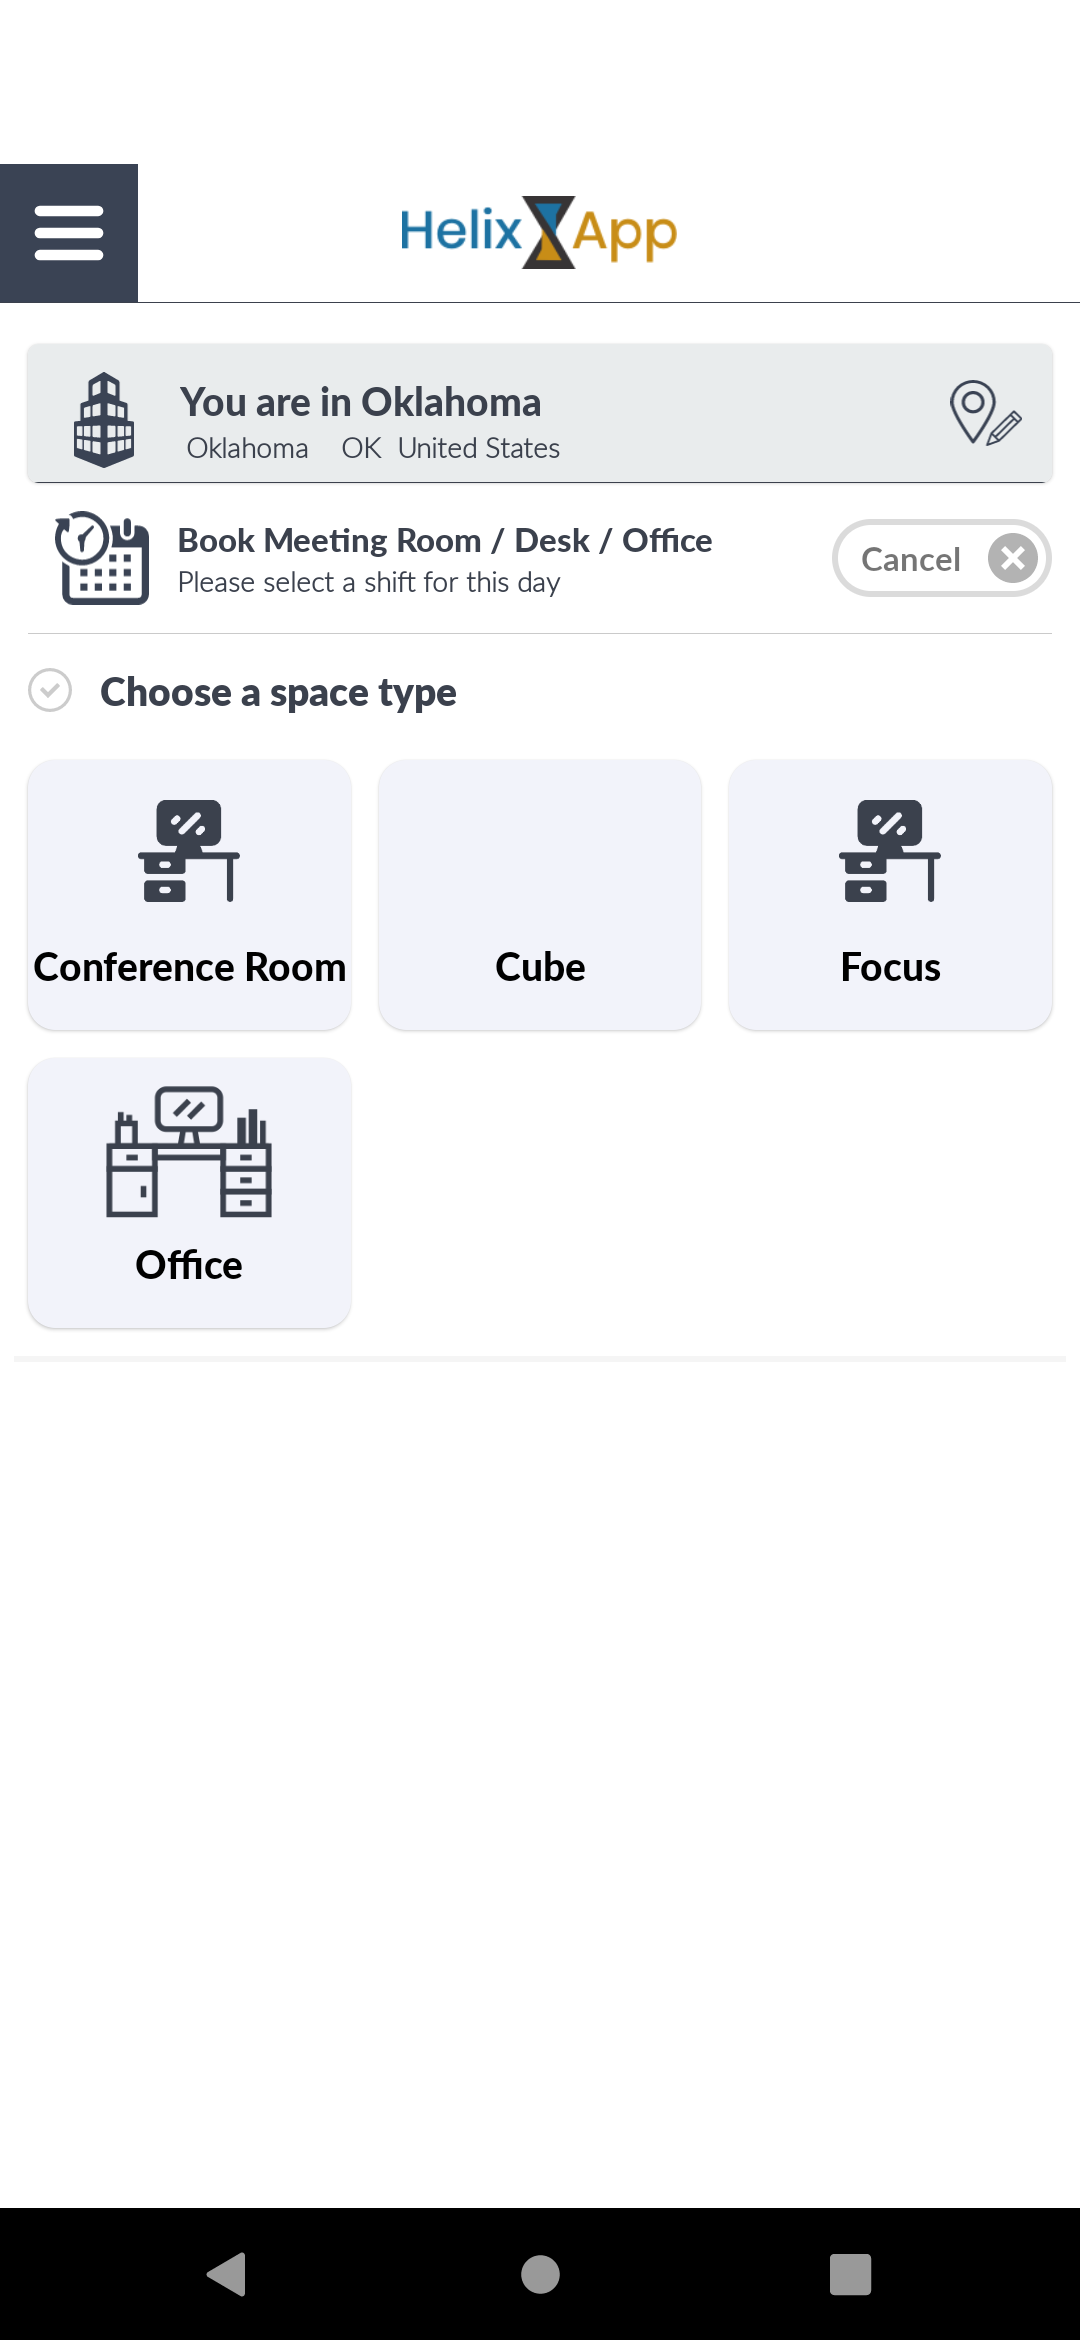 Helix App
You are in Oklahoma
Oklahoma OK United States
Book Meeting Room / Desk / Office
Please select a shift for this day
Cancel
Choose a space type
Conference Room
Cube
Focus
Office